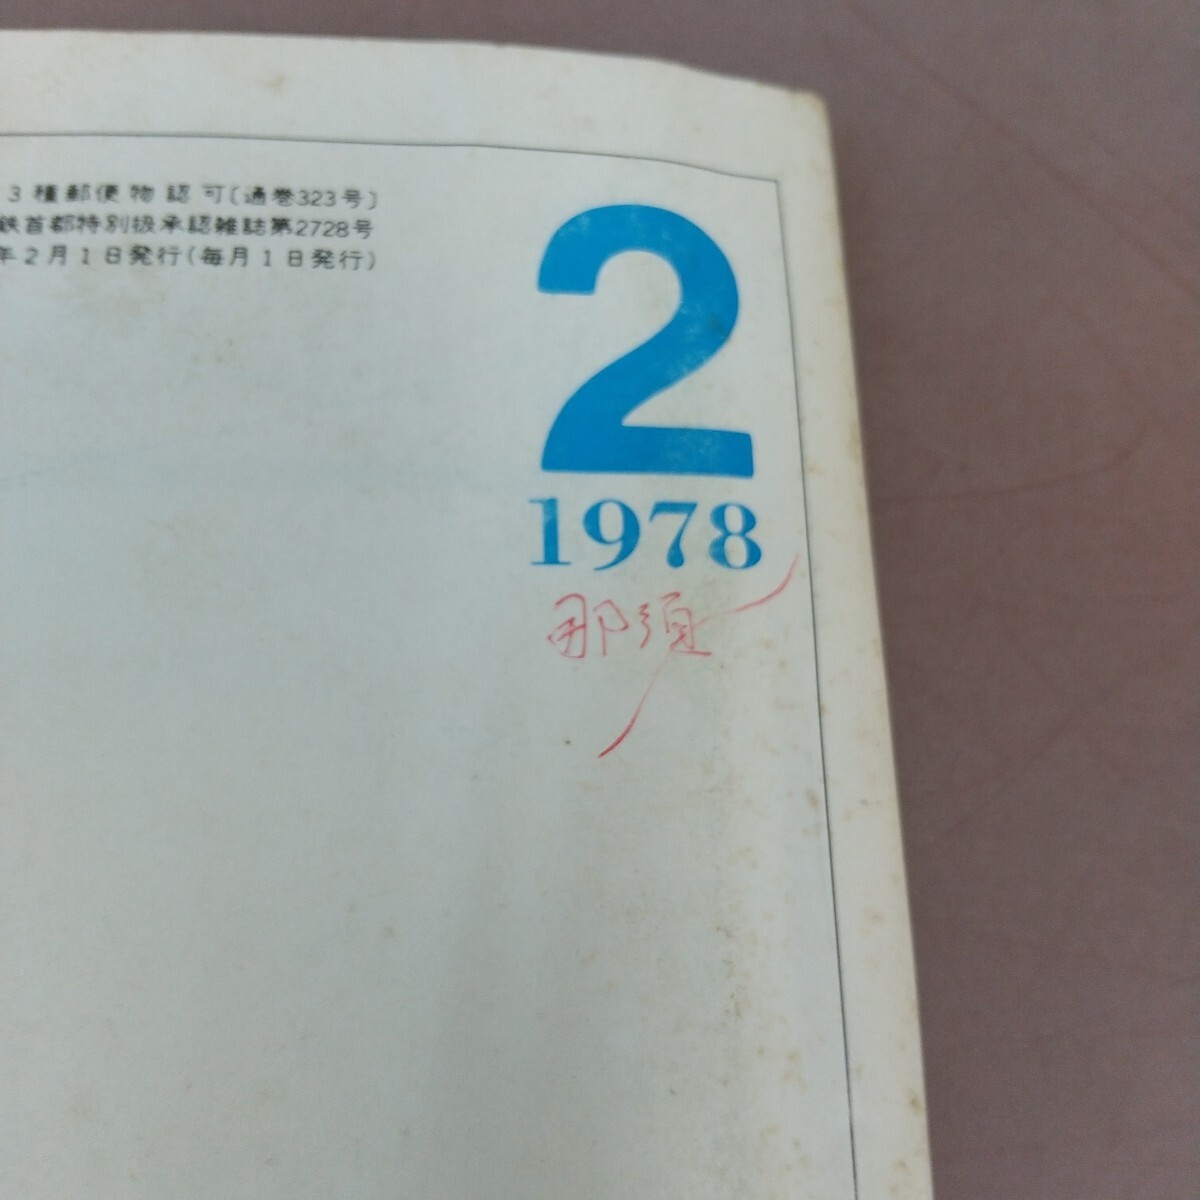 3種郵便物認可〔通巻323号〕
鉄首都特別扱承認雑誌第2728号
年2月1日発行(毎月1日発行)
2
1978
那須